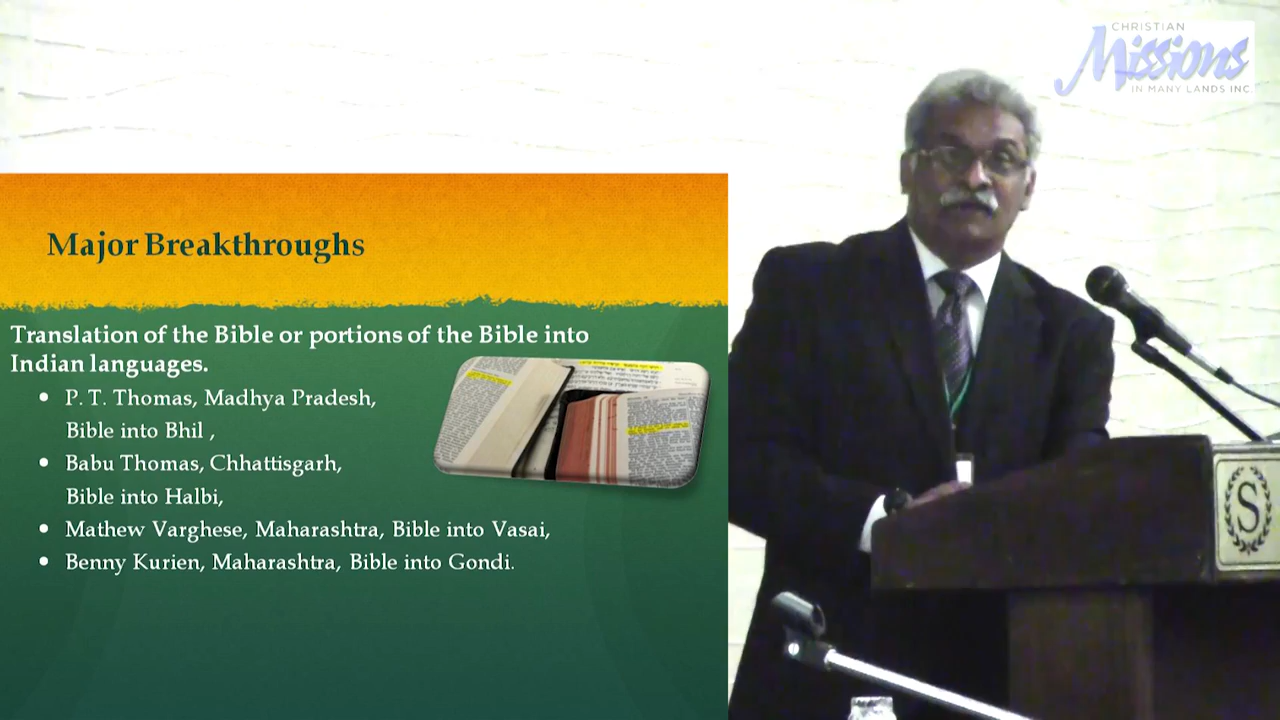 CHRISTIAN
Missions
IN MANY LANDS INC.
Major Breakthroughs
Translation of the Bible or portions of the Bible into
Indian languages.
• P. T. Thomas, Madhya Pradesh,
Bible into Bhil ,
• Babu Thomas, Chhattisgarh,
Bible into Halbi,
• Mathew Varghese, Maharashtra, Bible into Vasai,
• Benny Kurien, Maharashtra, Bible into Gondi.
S